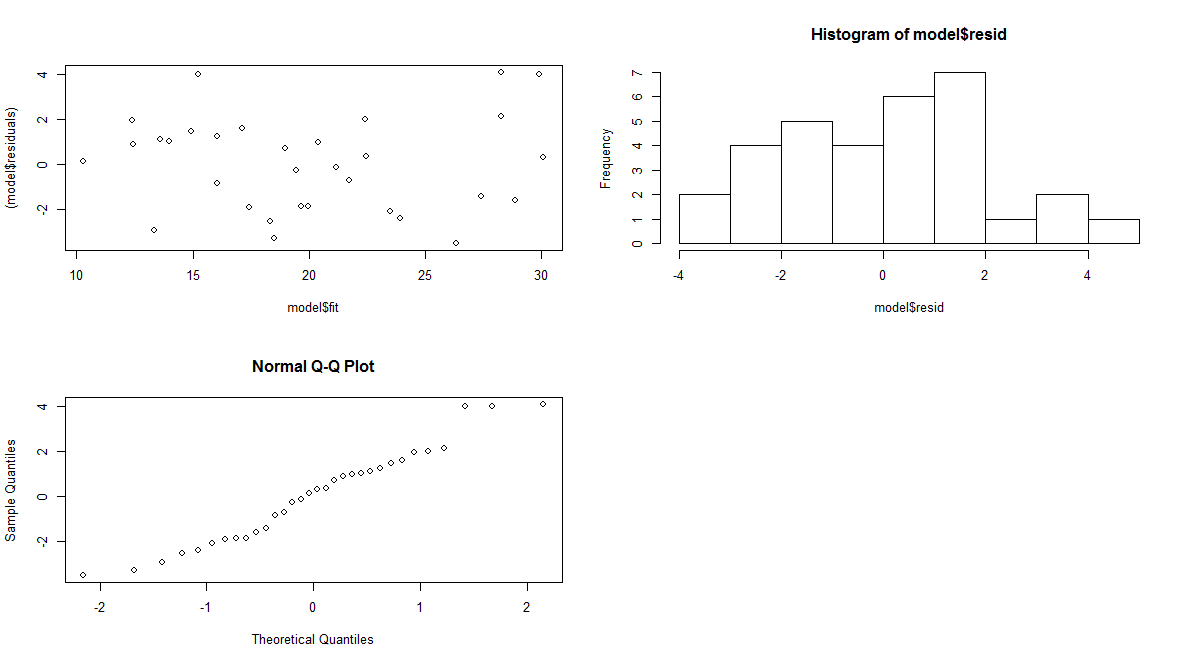 (model$residuals)
4
2
0
-2
10 15 20 25 30
model$fit
Histogram of model$resid
Frequency
7
6
5
4
3
2
1
0
-4 -2 0 2 4
model$resid
Normal Q-Q Plot
Sample Quantiles
4
2
0
-2
-2 -1 0 1 2
Theoretical Quantiles